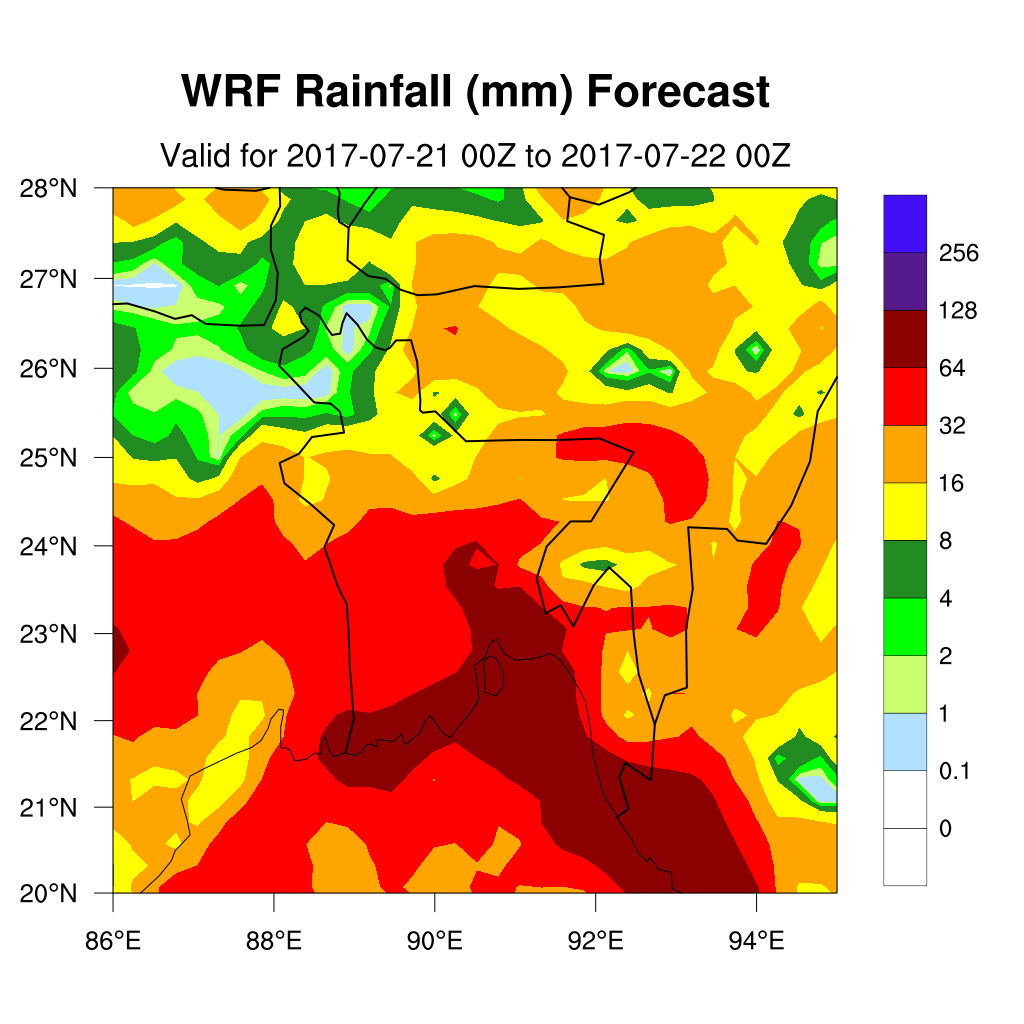 WRF Rainfall (mm) Forecast
Valid for 2017-07-21 00Z to 2017-07-22 00Z
28°N
27°N
26°N
25°N
24°N
23°N
22°N
21°N
20°N
86°E
88°E
90°E
92°E
94°E
256
128
64
32
16
8
4
2
1
0.1
0